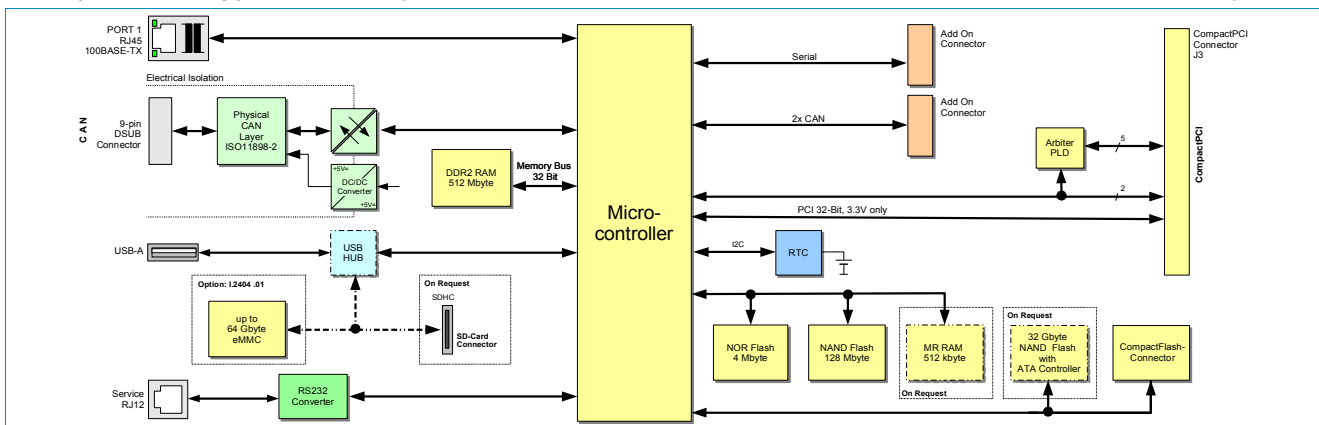 PORT 1
RJ45
100BASE-TX
Electrical Isolation
CAN
9-pin
DSUB
Connector
Physical
CAN
Layer
ISO11898-2
+5V=
DC/DC
Converter
+5V=
DDR2 RAM
512 Mbyte
Memory Bus
32 Bit
USB-A
USB
HUB
Option: I.2404 .01
up to
64 Gbyte
eMMC
On Request
SDHC
SD-Card
Connector
Service
RJ12
RS232
Converter
Micro-
controller
Serial
Add On
Connector
2x CAN
Add On
Connector
CompactPCI
Connector
J3
Arbiter
PLD
5
2
CompactPCI
PCI 32-Bit, 3.3V only
I2C
RTC
NOR Flash
4 Mbyte
NAND Flash
128 Mbyte
MR RAM
512 kbyte
On Request
On Request
32 Gbyte
NAND Flash
with
ATA Controller
CompactFlash-
Connector